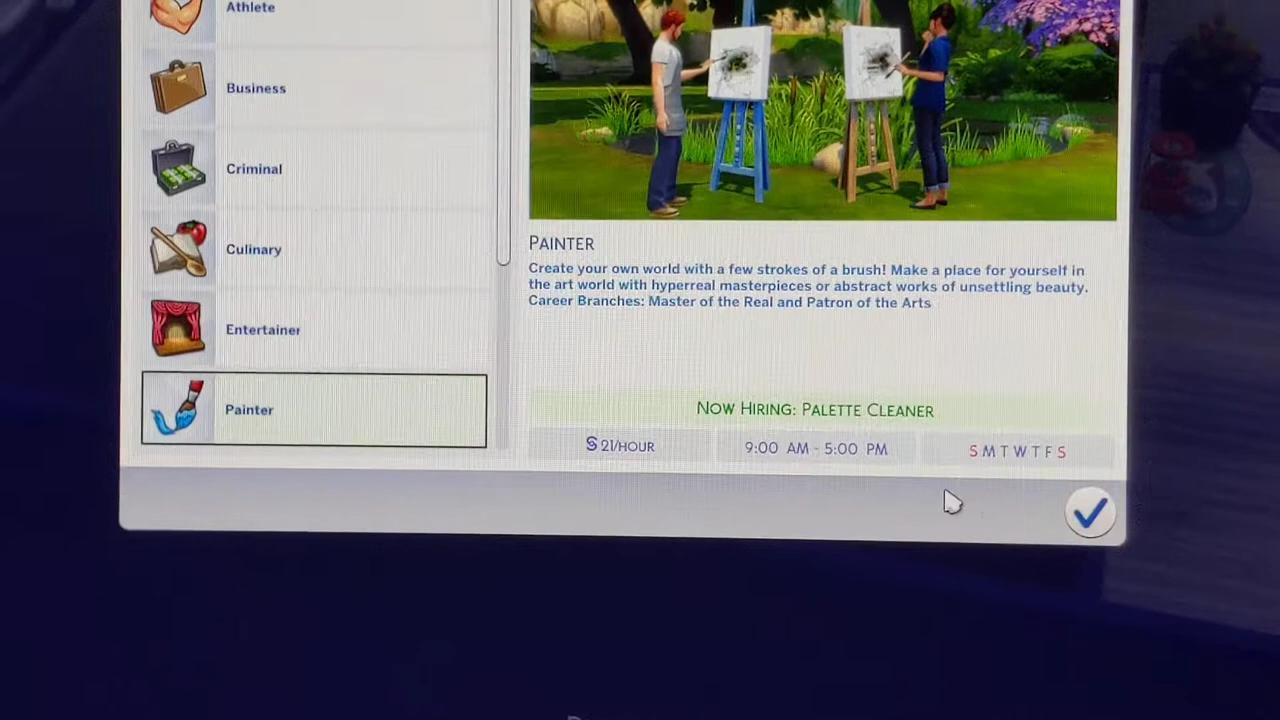 Athlete
Business
Criminal
Culinary
Entertainer
Painter
PAINTER
Create your own world with a few strokes of a brush! Make a place for yourself in
the art world with hyperreal masterpieces or abstract works of unsettling beauty.
Career Branches: Master of the Real and Patron of the Arts
NOW HIRING: PALETTE CLEANER
21/HOUR
9:00 AM - 5:00 PM
S M T W T F S